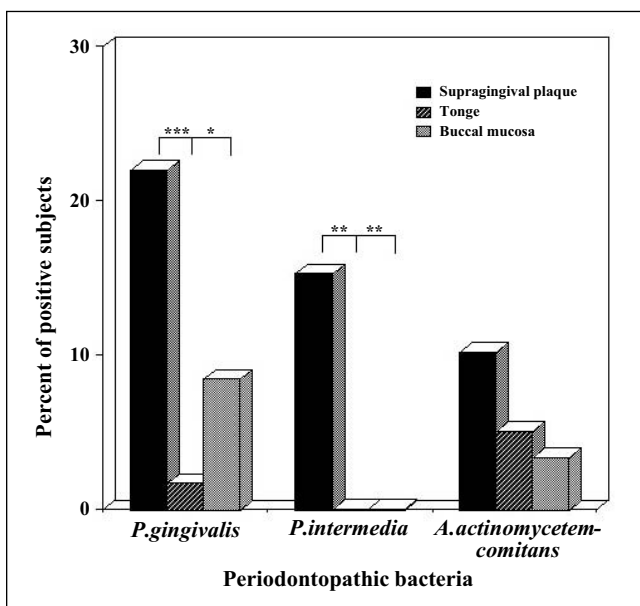 30
20
10
0
Percent of positive subjects
Supragingival plaque
Tonge
Buccal mucosa
*** *
** **
P.gingivalis P.intermedia A.actinomycetem-
comitans
Periodontopathic bacteria